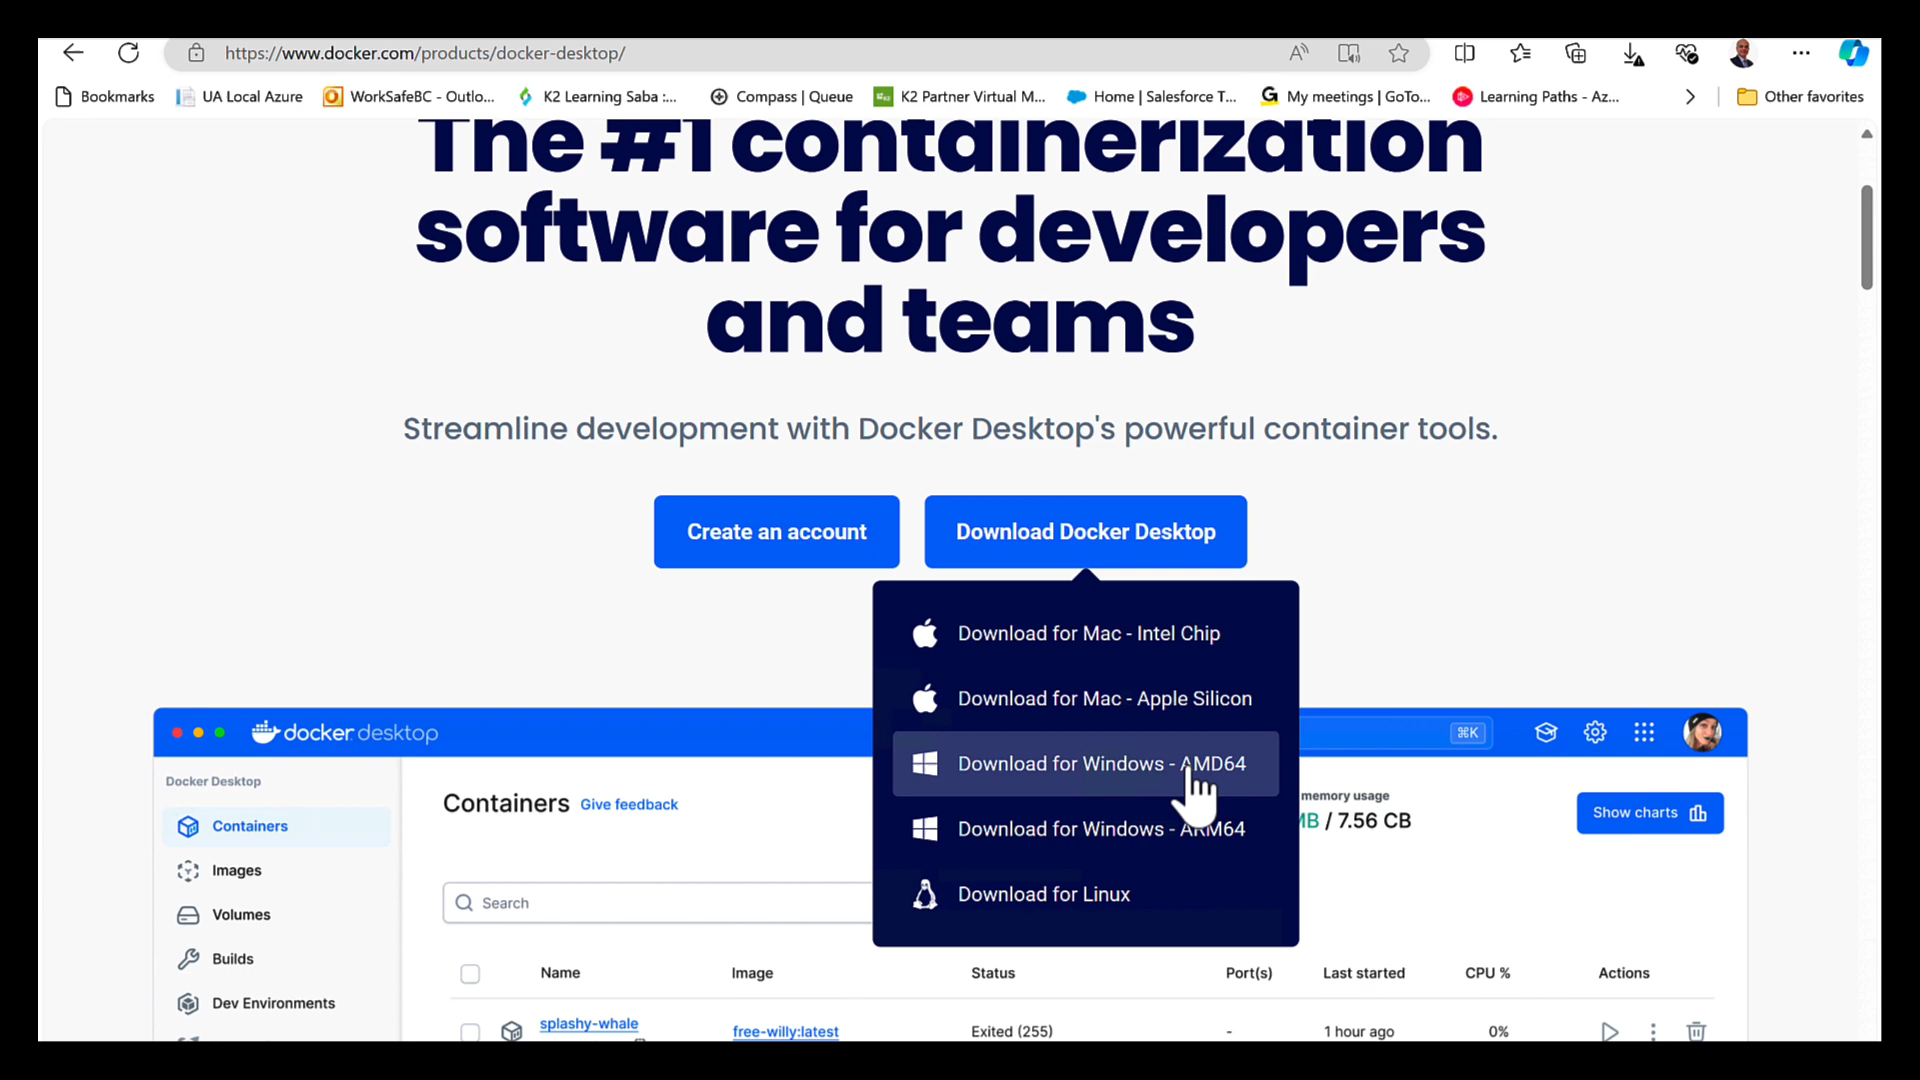 https://www.docker.com/products/docker-desktop/
Bookmarks UA Local Azure WorkSafeBC - Outlo... K2 Learning Saba :... Compass | Queue K2 Partner Virtual M... Home | Salesforce T... My meetings | GoTo... Learning Paths - Az... Other favorites
The #1 containerization
software for developers
and teams
Streamline development with Docker Desktop's powerful container tools.
Create an account Download Docker Desktop
Download for Mac - Intel Chip
Download for Mac - Apple Silicon
Download for Windows - AMD64
Download for Windows - ARM64
Download for Linux
docker desktop ⌘K
Docker Desktop
Containers
Images
Volumes
Builds
Dev Environments
Containers Give feedback
memory usage
MB / 7.56 CB
Show charts
Search
Name Image Status Port(s) Last started CPU % Actions
splashy-whale free-willy:latest Exited (255) - 1 hour ago 0%